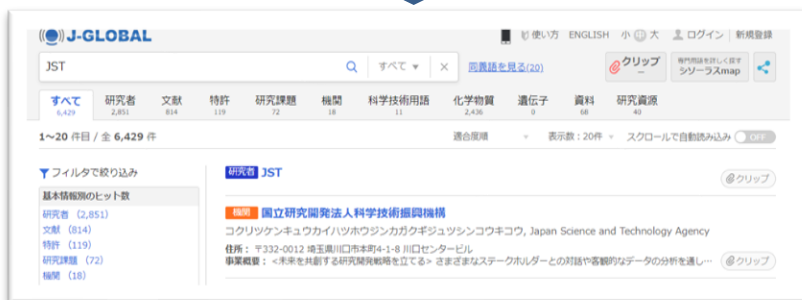 J-GLOBAL
使い方 ENGLISH 小 中 大 ログイン 新規登録
JST すべて 同義語を見る(20) クリップ 専門用語を詳しく探す シソーラスmap
すべて 研究者 文献 特許 研究課題 機関 科学技術用語 化学物質 遺伝子 資料 研究資源
6,429 2,851 814 119 72 18 11 2,436 0 68 40
1～20 件目 / 全 6,429 件 適合度順 表示数：20件 スクロールで自動読み込み OFF
フィルタで絞り込み
基本情報別のヒット数
研究者 (2,851)
文献 (814)
特許 (119)
研究課題 (72)
機関 (18)
研究者 JST
クリップ
機関 国立研究開発法人科学技術振興機構
コクリツケンキュウカイハツホウジンカガクギジュツシンコウキコウ, Japan Science and Technology Agency
住所： 〒332-0012 埼玉県川口市本町4-1-8 川口センタービル
事業概要： <未来を共創する研究開発戦略を立てる> さまざまなステークホルダーとの対話や客観的なデータの分析を通し… クリップ